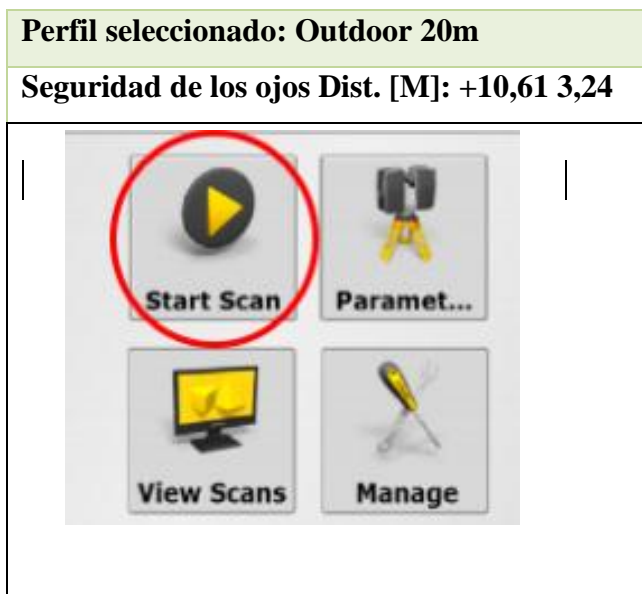 Perfil seleccionado: Outdoor 20m
Seguridad de los ojos Dist. [M]: +10,61 3,24
Start Scan
Paramet...
View Scans
Manage